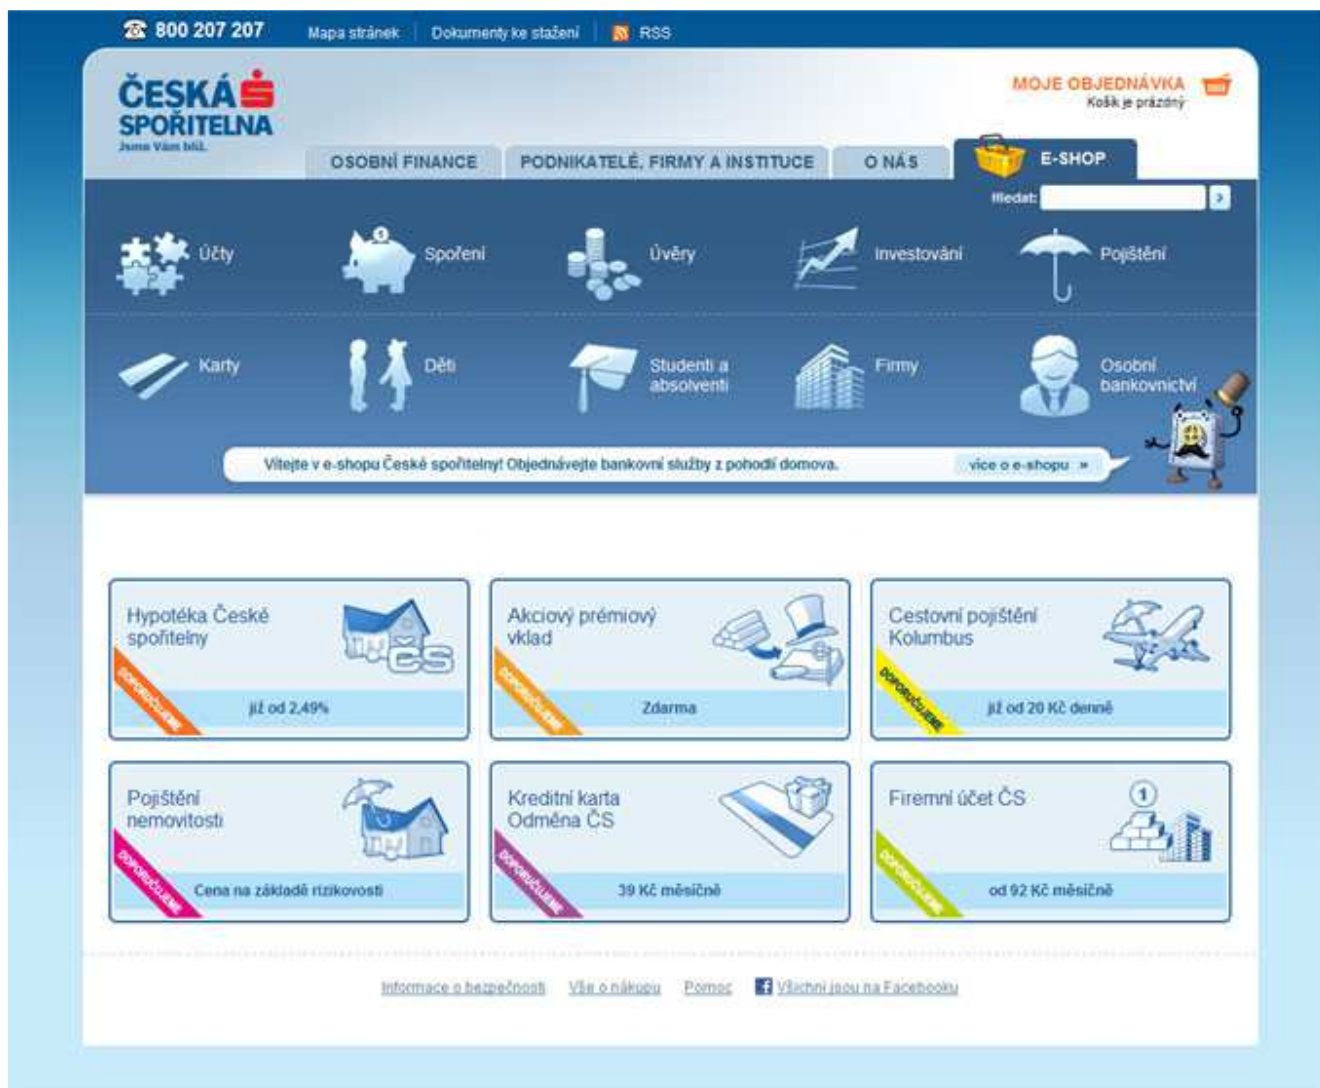 800 207 207 Mapa stránek Dokumenty ke stažení RSS
ČESKÁ
SPOŘITELNA
Jsme Vám blíž.
MOJE OBJEDNÁVKA
Košík je prázdný
OSOBNÍ FINANCE PODNIKATELÉ, FIRMY A INSTITUCE O NÁS E-SHOP
Hledat:
Účty Spoření Úvěry Investování Pojištění
Karty Děti Studenti a absolventi Firmy Osobní bankovnictví
Vítejte v e-shopu České spořitelny! Objednávejte bankovní služby z pohodlí domova. více o e-shopu »
Hypotéka České
spořitelny
ČS
DOPORUČUJEME
již od 2,49%
Akciový prémiový
vklad
DOPORUČUJEME
Zdarma
Cestovní pojištění
Kolumbus
DOPORUČUJEME
již od 20 Kč denně
Pojištění
nemovitosti
DOPORUČUJEME
Cena na základě rizikovosti
Kreditní karta
Odměna ČS
DOPORUČUJEME
39 Kč měsíčně
Firemní účet ČS
1
DOPORUČUJEME
od 92 Kč měsíčně
Informace o bezpečnosti Vše o nákupu Pomoc Všichni jsou na Facebooku